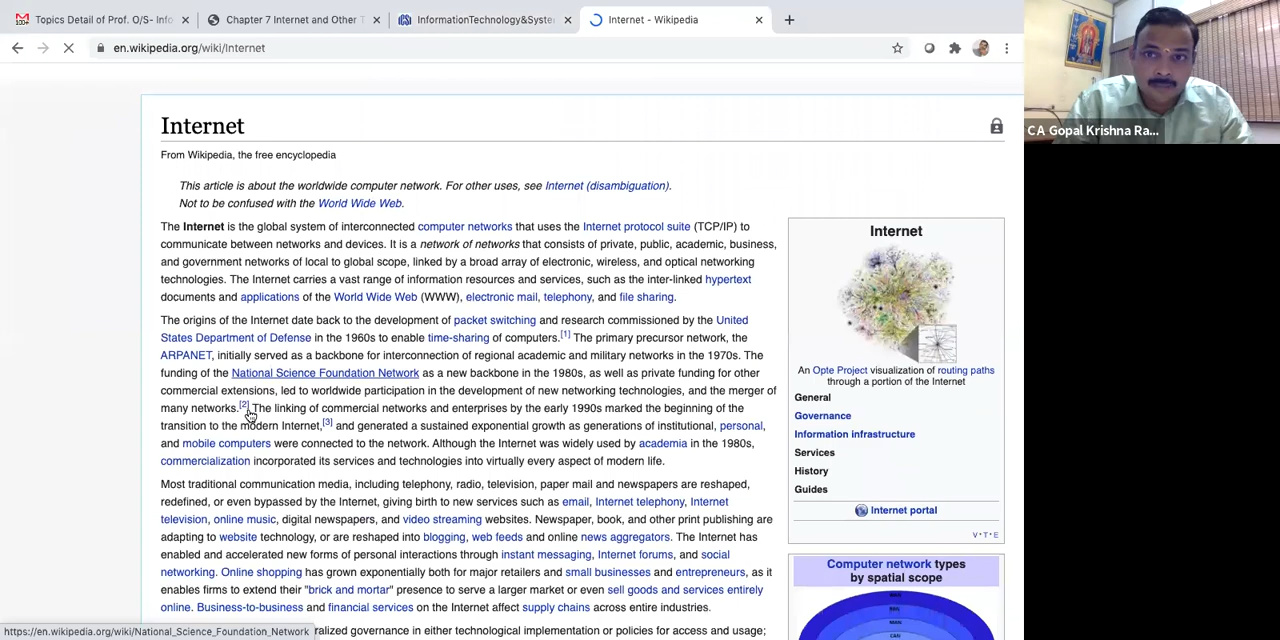 Topics Detail of Prof. O/S- Info
Chapter 7 Internet and Other T
InformationTechnology&Syste
Internet - Wikipedia
en.wikipedia.org/wiki/Internet
CA Gopal Krishna Ra...
Internet
From Wikipedia, the free encyclopedia
This article is about the worldwide computer network. For other uses, see Internet (disambiguation).
Not to be confused with the World Wide Web.
The Internet is the global system of interconnected computer networks that uses the Internet protocol suite (TCP/IP) to
communicate between networks and devices. It is a network of networks that consists of private, public, academic, business,
and government networks of local to global scope, linked by a broad array of electronic, wireless, and optical networking
technologies. The Internet carries a vast range of information resources and services, such as the inter-linked hypertext
documents and applications of the World Wide Web (WWW), electronic mail, telephony, and file sharing.
The origins of the Internet date back to the development of packet switching and research commissioned by the United
States Department of Defense in the 1960s to enable time-sharing of computers.[1] The primary precursor network, the
ARPANET, initially served as a backbone for interconnection of regional academic and military networks in the 1970s. The
funding of the National Science Foundation Network as a new backbone in the 1980s, as well as private funding for other
commercial extensions, led to worldwide participation in the development of new networking technologies, and the merger of
many networks.[2] The linking of commercial networks and enterprises by the early 1990s marked the beginning of the
transition to the modern Internet,[3] and generated a sustained exponential growth as generations of institutional, personal,
and mobile computers were connected to the network. Although the Internet was widely used by academia in the 1980s,
commercialization incorporated its services and technologies into virtually every aspect of modern life.
Most traditional communication media, including telephony, radio, television, paper mail and newspapers are reshaped,
redefined, or even bypassed by the Internet, giving birth to new services such as email, Internet telephony, Internet
television, online music, digital newspapers, and video streaming websites. Newspaper, book, and other print publishing are
adapting to website technology, or are reshaped into blogging, web feeds and online news aggregators. The Internet has
enabled and accelerated new forms of personal interactions through instant messaging, Internet forums, and social
networking. Online shopping has grown exponentially both for major retailers and small businesses and entrepreneurs, as it
enables firms to extend their "brick and mortar" presence to serve a larger market or even sell goods and services entirely
online. Business-to-business and financial services on the Internet affect supply chains across entire industries.
ralized governance in either technological implementation or policies for access and usage;
https://en.wikipedia.org/wiki/National_Science_Foundation_Network
Internet
An Opte Project visualization of routing paths
through a portion of the Internet
General
Governance
Information infrastructure
Services
History
Guides
Internet portal
V·T·E
Computer network types
by spatial scope